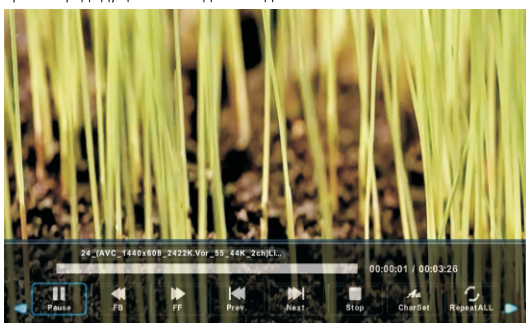 24_(AVC_1440x608_2422K.Vor_55_44K_2ch)Li...
00:00:01 / 00:03:26
Pause FB FF Prev. Next Stop CharSet RepeatALL